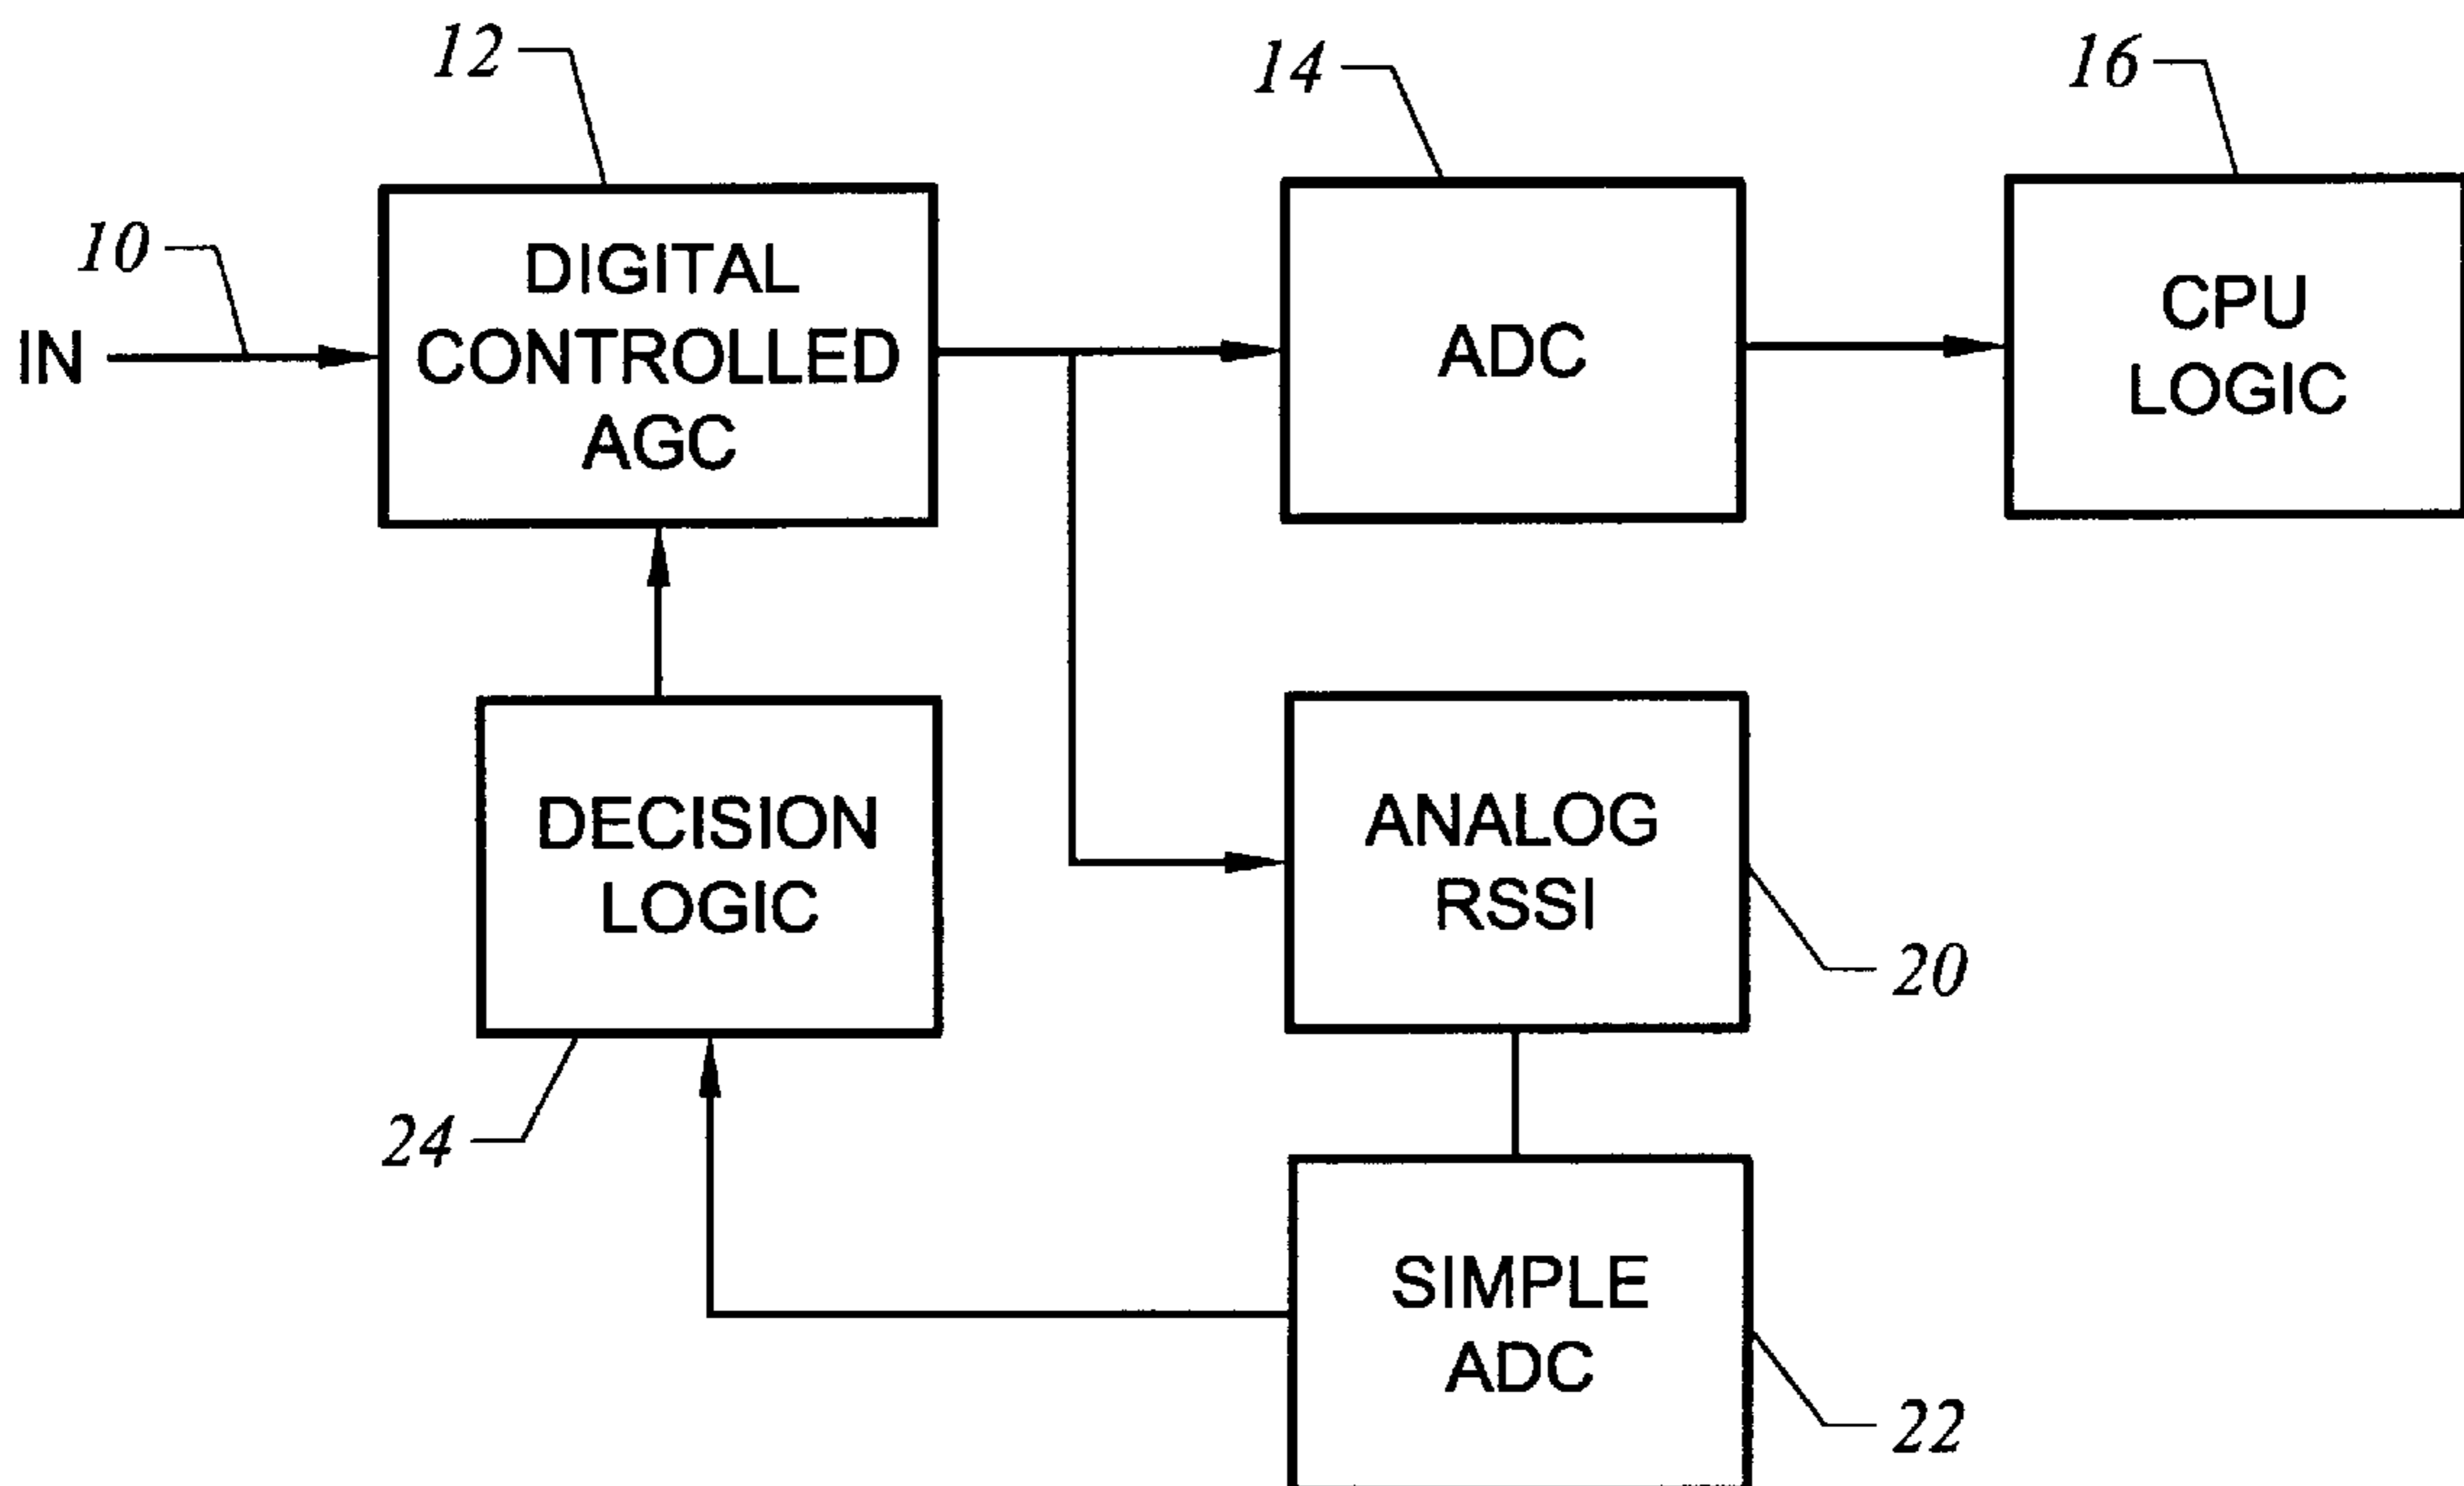 12
14
16
10
IN
DIGITAL
CONTROLLED
AGC
ADC
CPU
LOGIC
DECISION
LOGIC
ANALOG
RSSI
20
24
SIMPLE
ADC
22